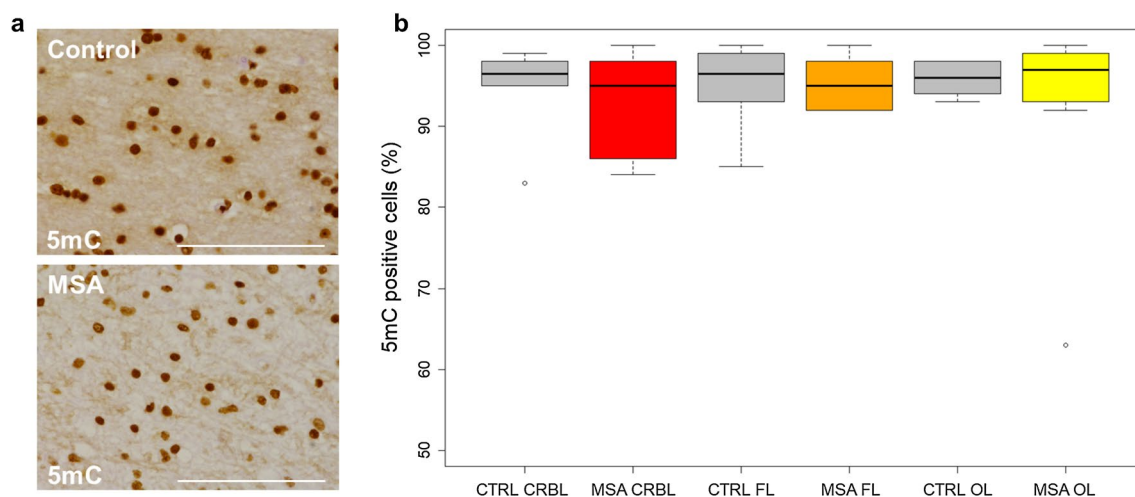 a
Control
5mC
MSA
5mC
b
5mC positive cells (%)
100
90
80
70
60
50
CTRL CRBL
MSA CRBL
CTRL FL
MSA FL
CTRL OL
MSA OL